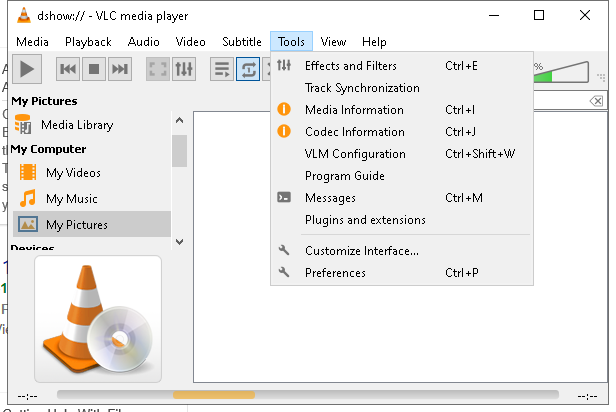 dshow:// - VLC media player
Media Playback Audio Video Subtitle Tools View Help
Effects and Filters Ctrl+E
Track Synchronization
Media Information Ctrl+I
Codec Information Ctrl+J
VLM Configuration Ctrl+Shift+W
Program Guide
Messages Ctrl+M
Plugins and extensions
Customize Interface...
Preferences Ctrl+P
%
My Pictures
Media Library
My Computer
My Videos
My Music
My Pictures
Devices
--:-- --:--